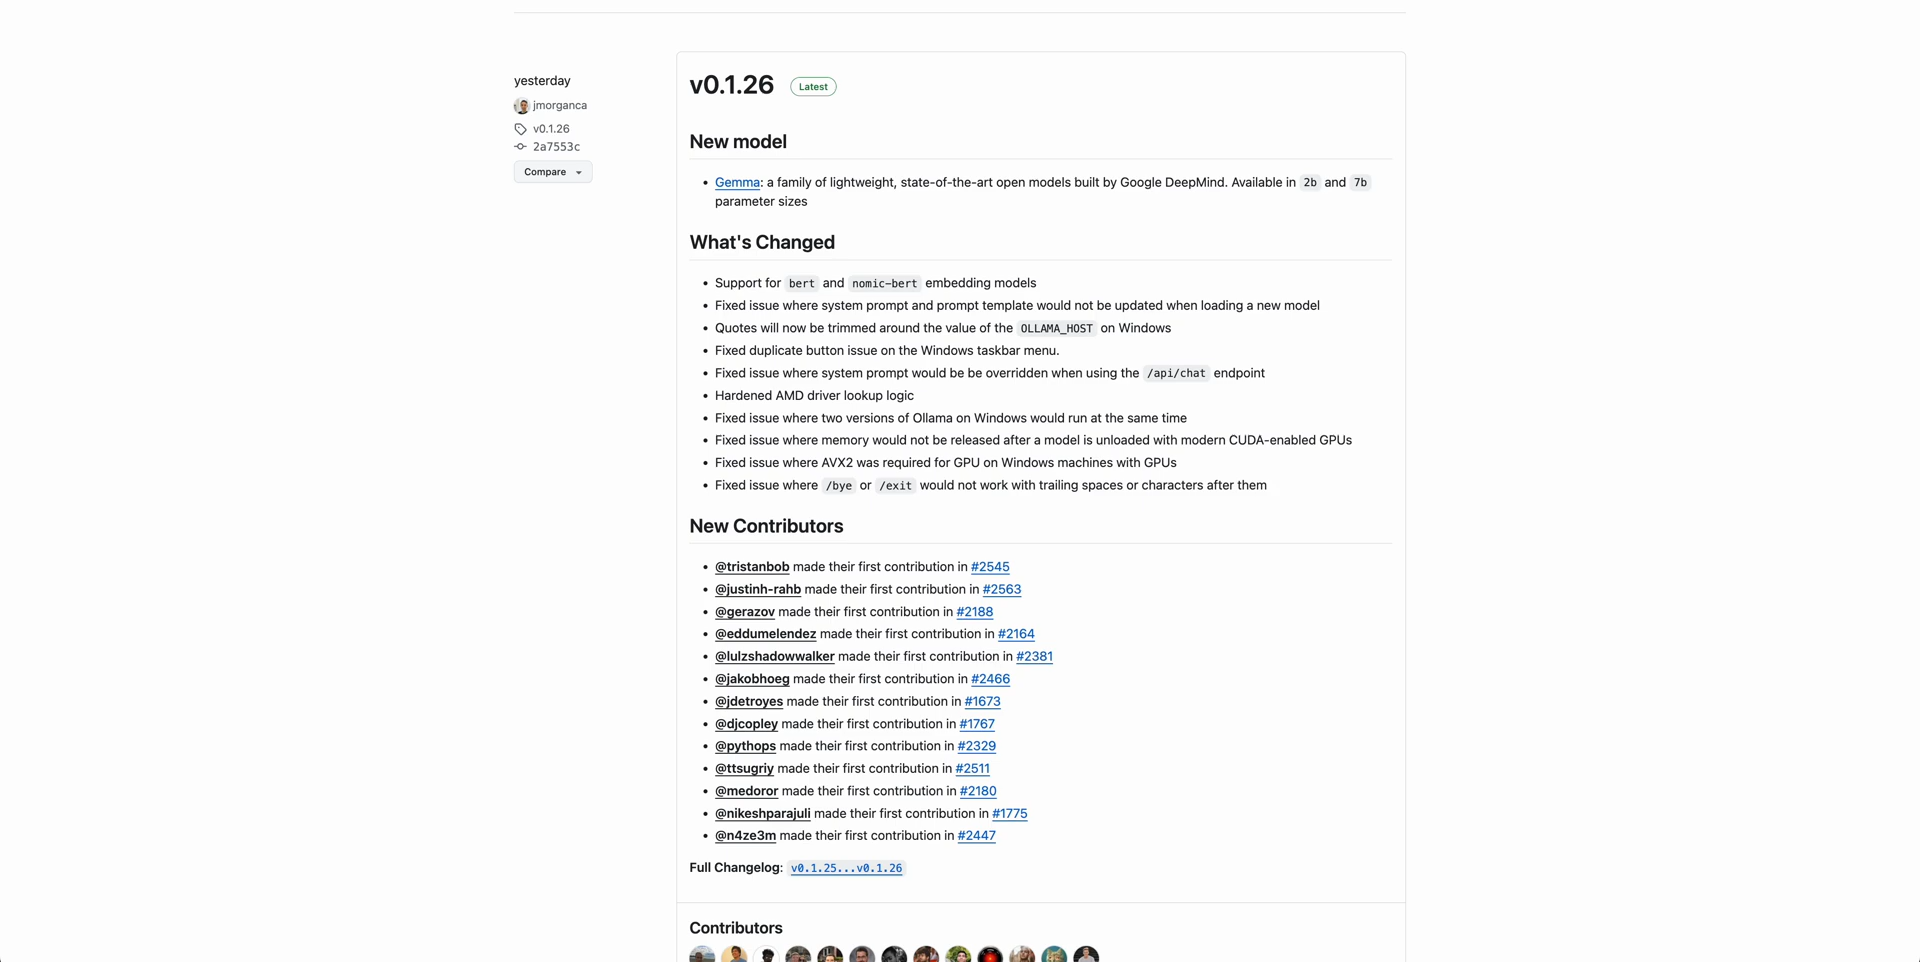 yesterday
jmorganca
v0.1.26
2a7553c
Compare
v0.1.26 Latest
New model
Gemma: a family of lightweight, state-of-the-art open models built by Google DeepMind. Available in 2b and 7b
parameter sizes
What's Changed
Support for bert and nomic-bert embedding models
Fixed issue where system prompt and prompt template would not be updated when loading a new model
Quotes will now be trimmed around the value of the OLLAMA_HOST on Windows
Fixed duplicate button issue on the Windows taskbar menu.
Fixed issue where system prompt would be be overridden when using the /api/chat endpoint
Hardened AMD driver lookup logic
Fixed issue where two versions of Ollama on Windows would run at the same time
Fixed issue where memory would not be released after a model is unloaded with modern CUDA-enabled GPUs
Fixed issue where AVX2 was required for GPU on Windows machines with GPUs
Fixed issue where /bye or /exit would not work with trailing spaces or characters after them
New Contributors
@tristanbob made their first contribution in #2545
@justinh-rahb made their first contribution in #2563
@gerazov made their first contribution in #2188
@eddumelendez made their first contribution in #2164
@lulzshadowwalker made their first contribution in #2381
@jakobhoeg made their first contribution in #2466
@jdetroyes made their first contribution in #1673
@djcopley made their first contribution in #1767
@pythops made their first contribution in #2329
@ttsugriy made their first contribution in #2511
@medoror made their first contribution in #2180
@nikeshparajuli made their first contribution in #1775
@n4ze3m made their first contribution in #2447
Full Changelog: v0.1.25...v0.1.26
Contributors